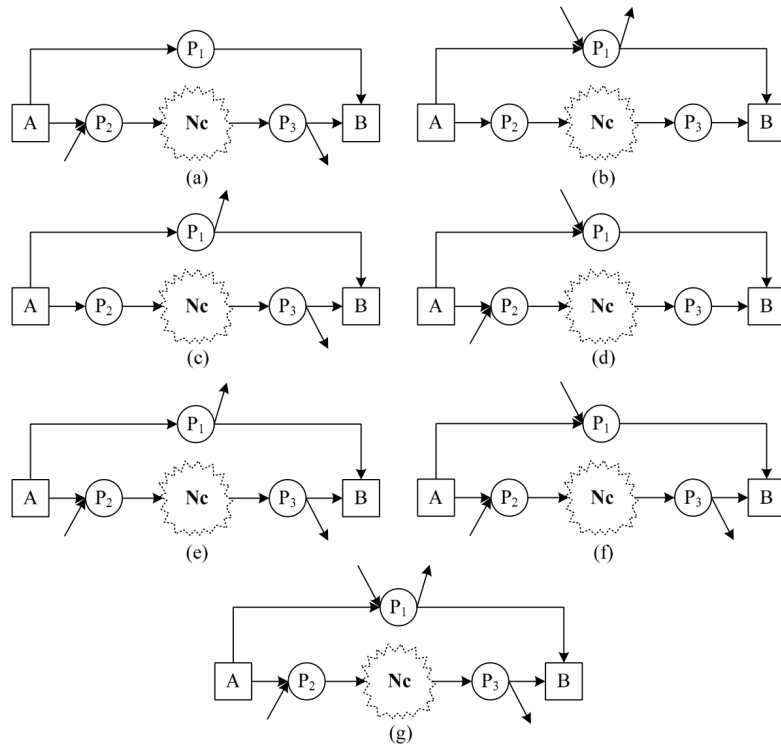 P1 P1
A P2 Nc P3 B A P2 Nc P3 B
(a) (b)
P1 P1
A P2 Nc P3 B A P2 Nc P3 B
(c) (d)
P1 P1
A P2 Nc P3 B A P2 Nc P3 B
(e) (f)
P1
A P2 Nc P3 B
(g)